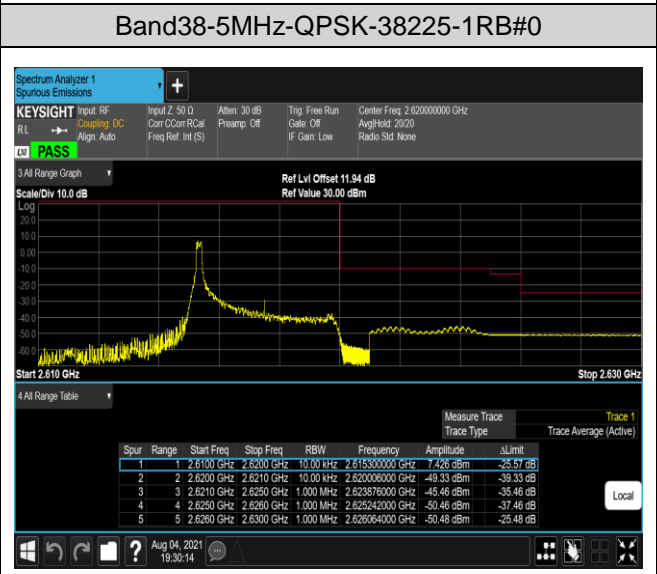 Band38-5MHz-QPSK-38225-1RB#0
Spectrum Analyzer 1
Spurious Emissions
+
KEYSIGHT Input: RF Input Z: 50 Ω Atten: 30 dB Trig: Free Run Center Freq: 2.620000000 GHz
RL Coupling: DC Corr CCorr RCal Preamp: Off Gate: Off Avg|Hold: 20/20
Align: Auto Freq Ref: Int (S) IF Gain: Low Radio Std: None
LXI PASS
3 All Range Graph
Ref Lvl Offset 11.94 dB
Scale/Div 10.0 dB Ref Value 30.00 dBm
Log
20.0
10.0
0.00
-10.0
-20.0
-30.0
-40.0
-50.0
-60.0
Start 2.610 GHz Stop 2.630 GHz
4 All Range Table
Measure Trace Trace 1
Trace Type Trace Average (Active)
Spur Range Start Freq Stop Freq RBW Frequency Amplitude ΔLimit
1 1 2.6100 GHz 2.6200 GHz 10.00 kHz 2.615300000 GHz 7.426 dBm -25.57 dB
2 2 2.6200 GHz 2.6210 GHz 10.00 kHz 2.620006000 GHz -49.33 dBm -39.33 dB
3 3 2.6210 GHz 2.6250 GHz 1.000 MHz 2.623876000 GHz -45.46 dBm -35.46 dB
4 4 2.6250 GHz 2.6260 GHz 1.000 MHz 2.625242000 GHz -50.46 dBm -37.46 dB
5 5 2.6260 GHz 2.6300 GHz 1.000 MHz 2.626064000 GHz -50.48 dBm -25.48 dB
Local
? Aug 04, 2021
19:30:14